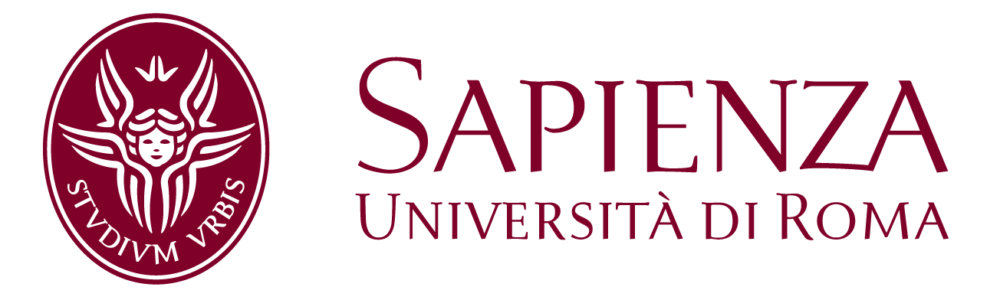 STVDIVM VRBIS
SAPIENZA
UNIVERSITÀ DI ROMA